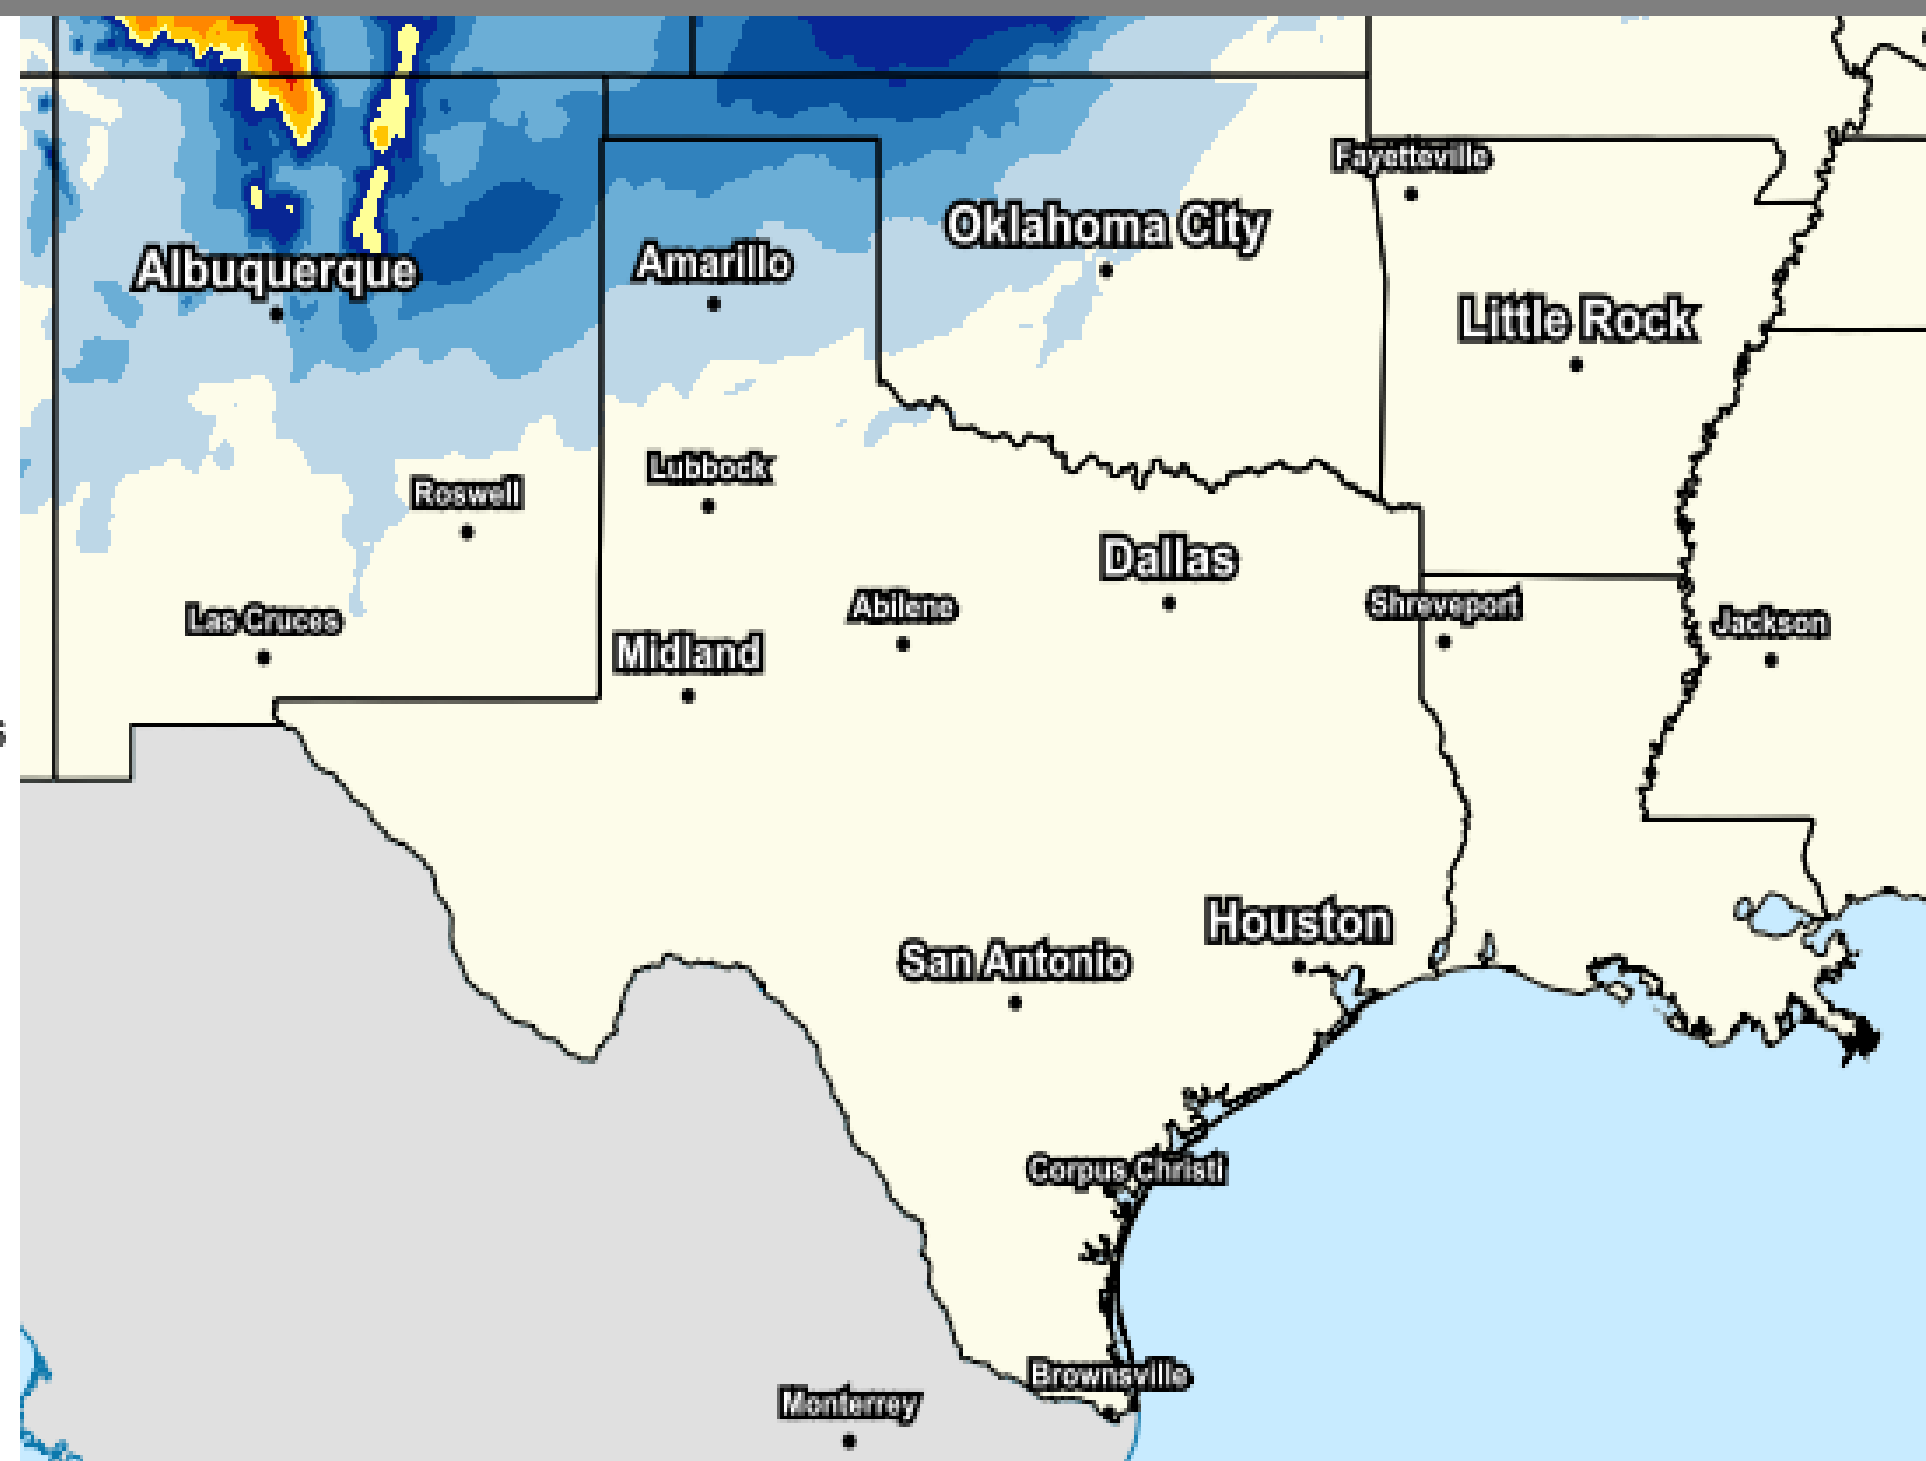 Fayetteville
Oklahoma City
Albuquerque
Amarillo
Little Rock
Lubbock
Roswell
Dallas
Abilene
Shreveport
Las Cruces
Jackson
Midland
s
Houston
San Antonio
Corpus Christi
Brownsville
Monterrey